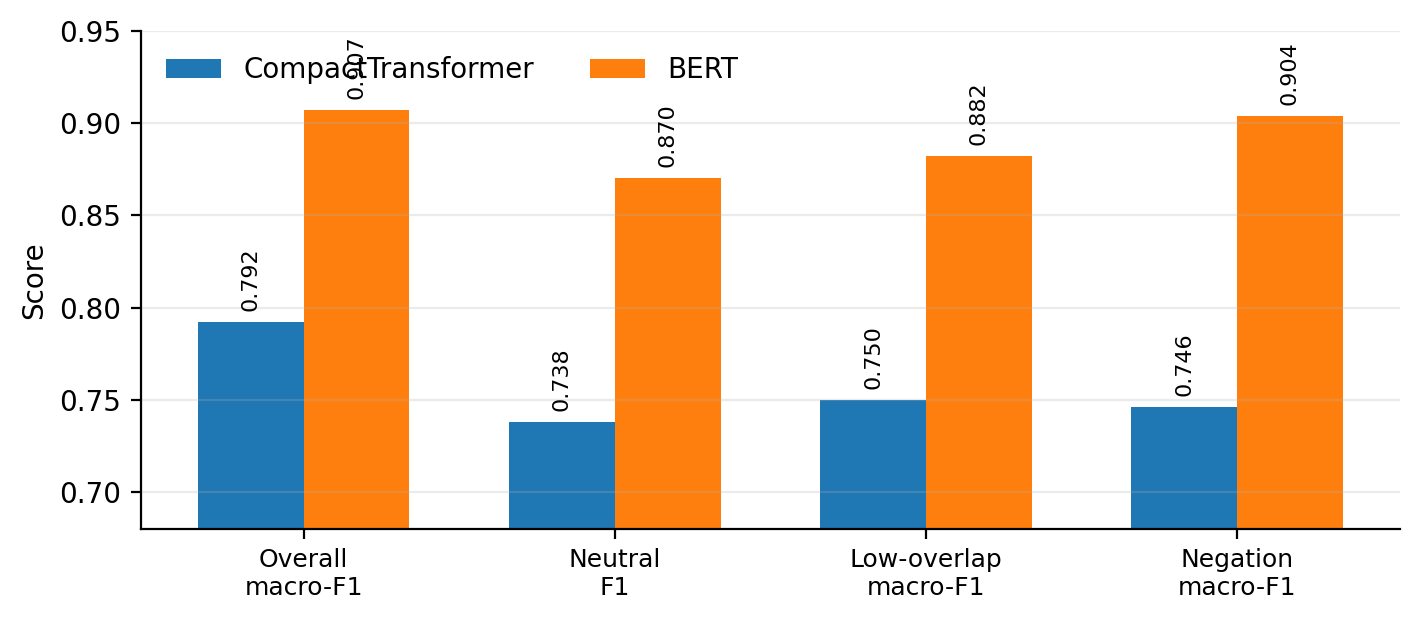 CompactTransformer BERT
0.907
0.870
0.882
0.904
0.792
0.738
0.750
0.746
Score
0.95
0.90
0.85
0.80
0.75
0.70
Overall
macro-F1
Neutral
F1
Low-overlap
macro-F1
Negation
macro-F1